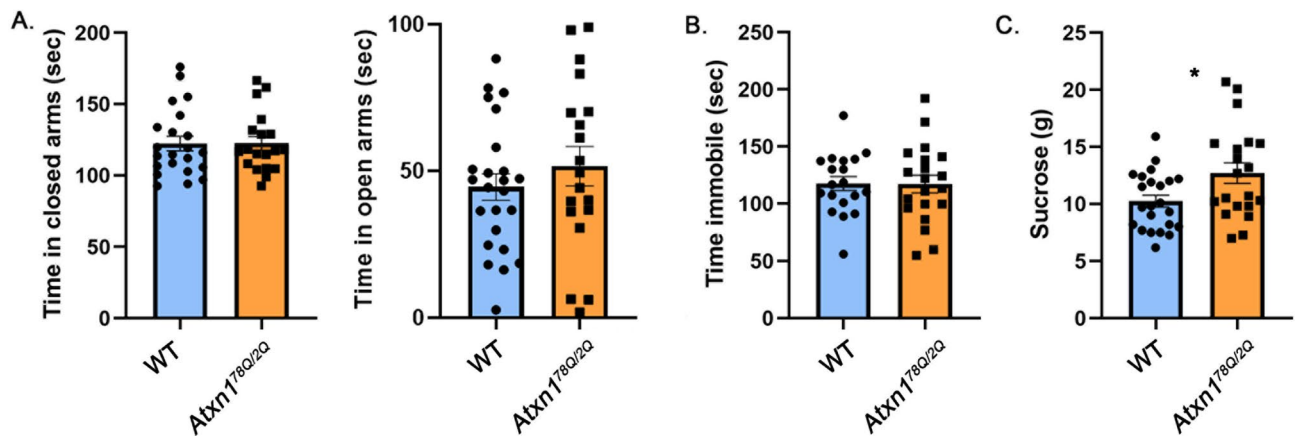 A.
Time in closed arms (sec)
200
150
100
50
0
WT
Atxn1^78Q/2Q
Time in open arms (sec)
100
50
0
WT
Atxn1^78Q/2Q
B.
Time immobile (sec)
250
200
150
100
50
0
WT
Atxn1^78Q/2Q
C.
Sucrose (g)
25
20
15
10
5
0
*
WT
Atxn1^78Q/2Q